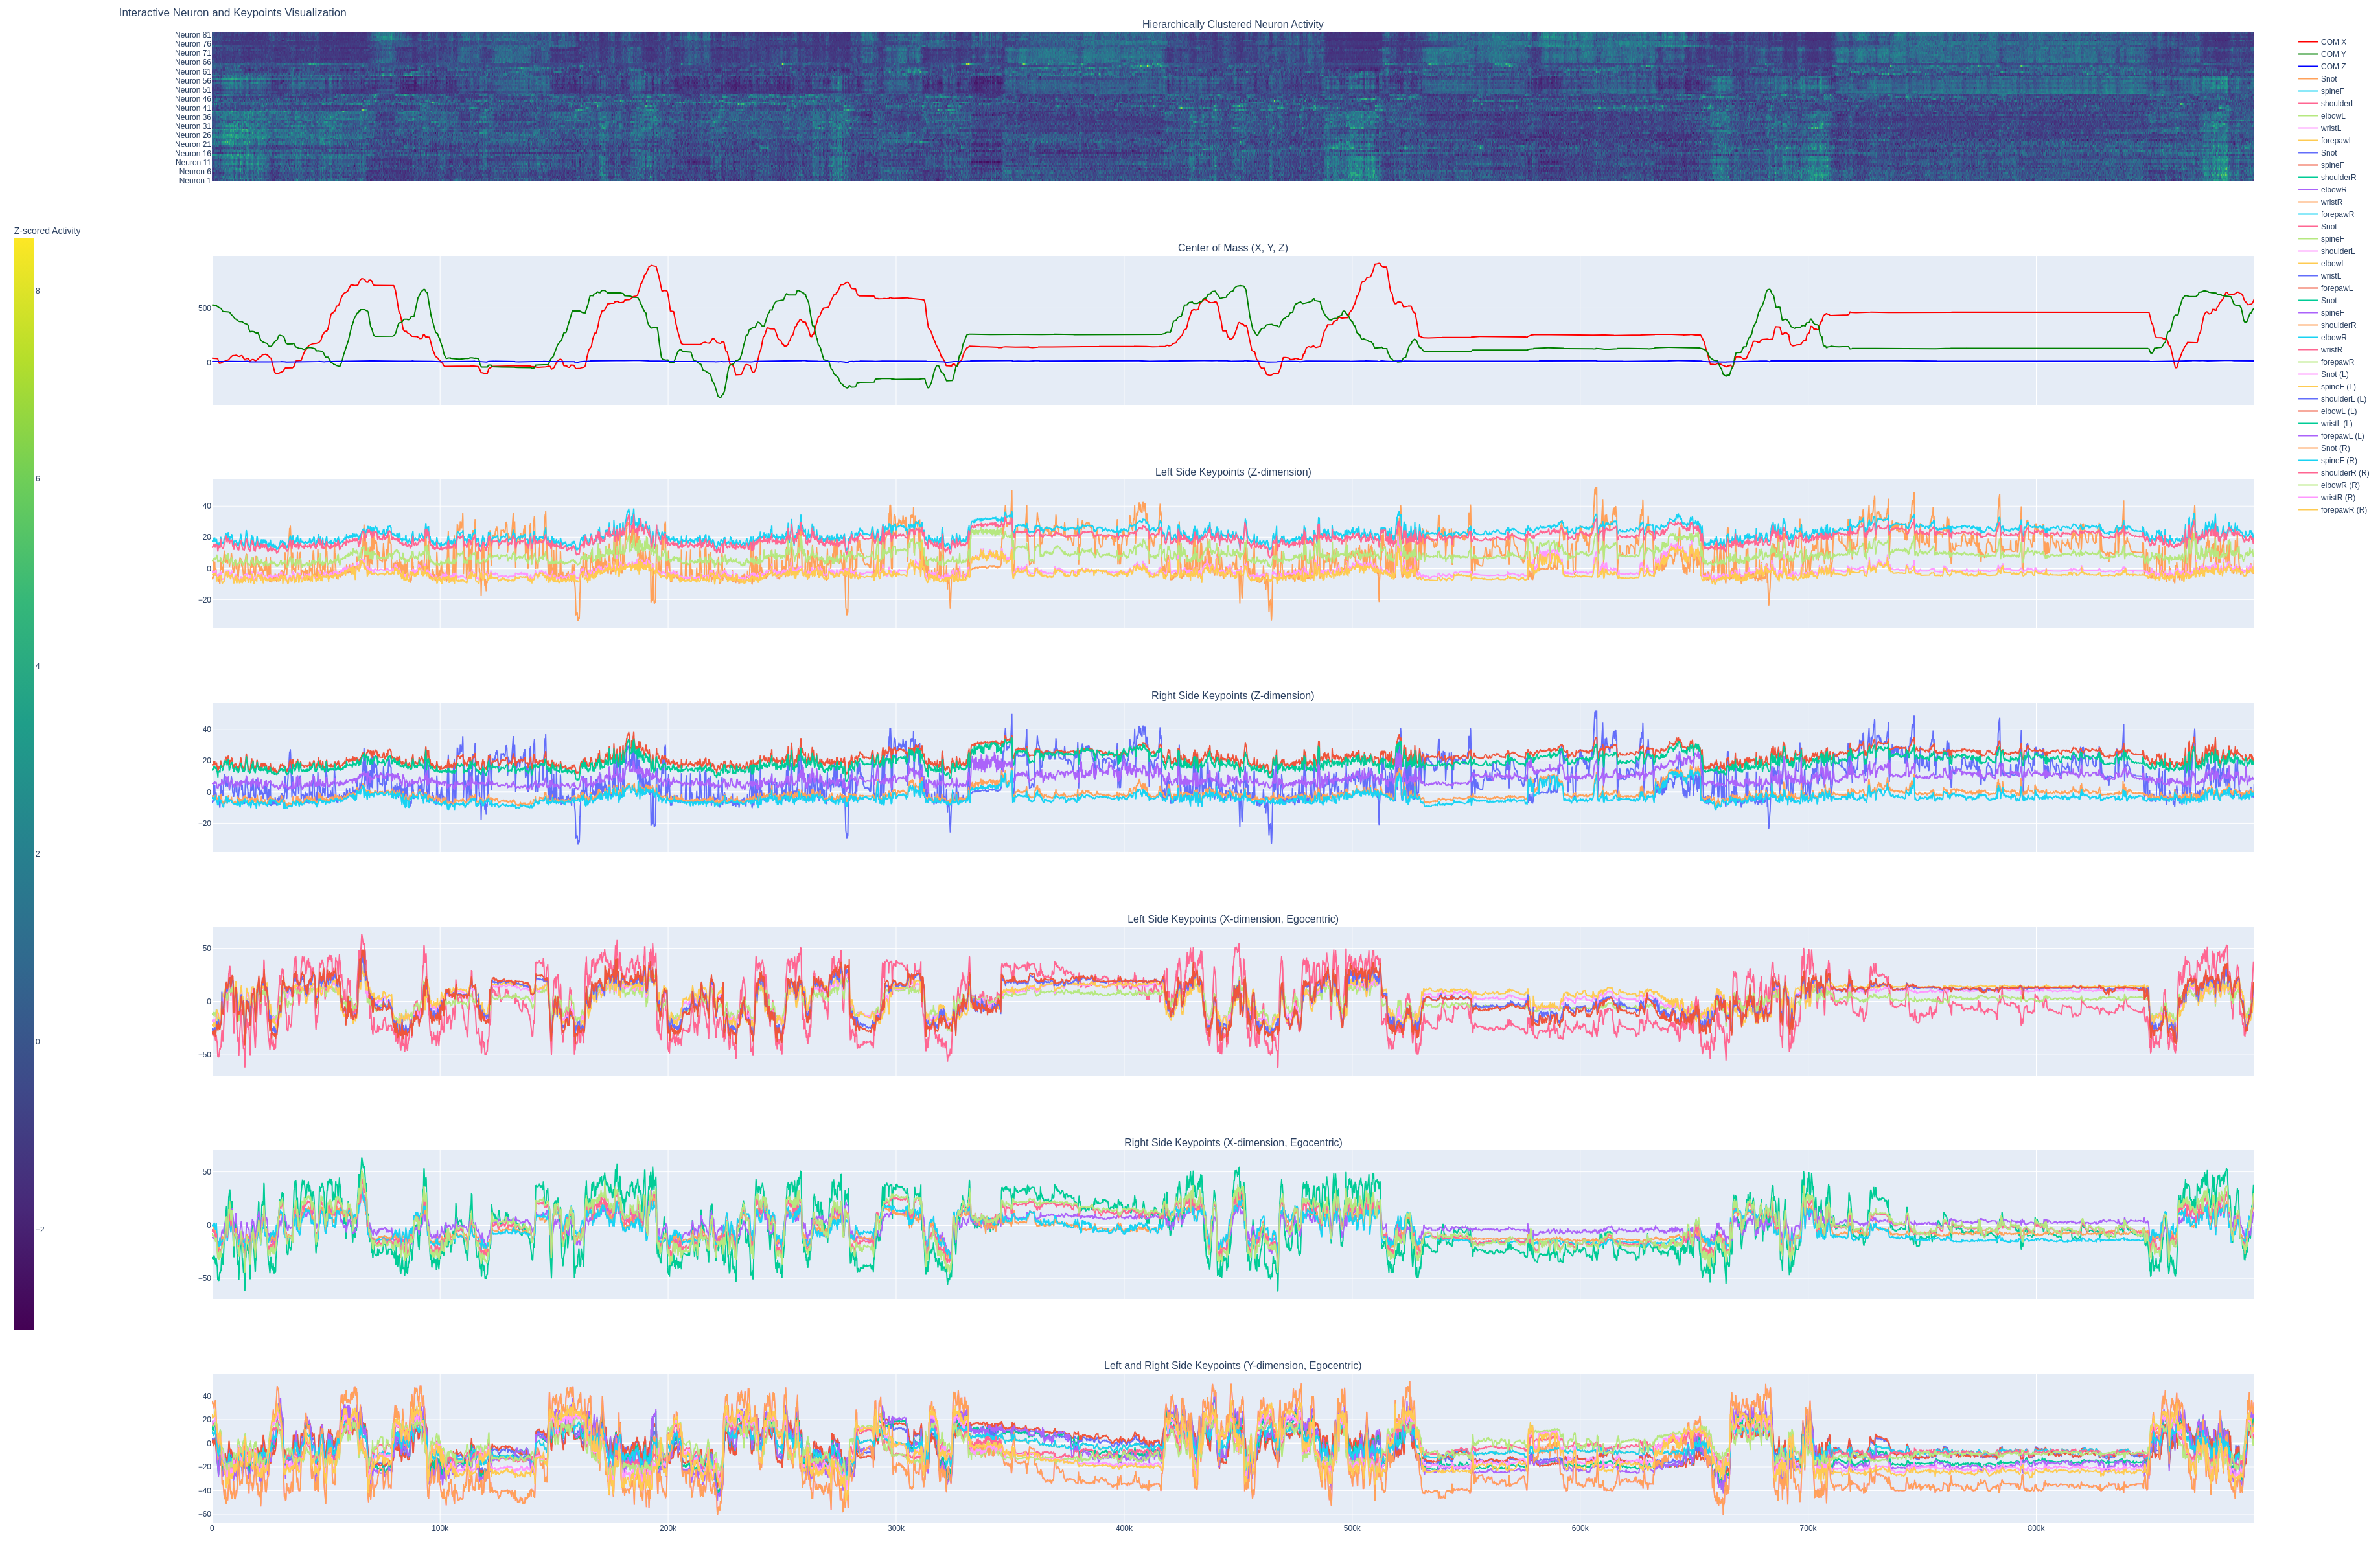 Interactive Neuron and Keypoints Visualization
Hierarchically Clustered Neuron Activity
Neuron 81
Neuron 76
Neuron 71
Neuron 66
Neuron 61
Neuron 56
Neuron 51
Neuron 46
Neuron 41
Neuron 36
Neuron 31
Neuron 26
Neuron 21
Neuron 16
Neuron 11
Neuron 6
Neuron 1
Z-scored Activity
8
6
4
2
0
−2
Center of Mass (X, Y, Z)
500
0
Left Side Keypoints (Z-dimension)
40
20
0
−20
Right Side Keypoints (Z-dimension)
40
20
0
−20
Left Side Keypoints (X-dimension, Egocentric)
50
0
−50
Right Side Keypoints (X-dimension, Egocentric)
50
0
−50
Left and Right Side Keypoints (Y-dimension, Egocentric)
40
20
0
−20
−40
−60
0 100k 200k 300k 400k 500k 600k 700k 800k
COM X
COM Y
COM Z
Snot
spineF
shoulderL
elbowL
wristL
forepawL
Snot
spineF
shoulderR
elbowR
wristR
forepawR
Snot
spineF
shoulderL
elbowL
wristL
forepawL
Snot
spineF
shoulderR
elbowR
wristR
forepawR
Snot (L)
spineF (L)
shoulderL (L)
elbowL (L)
wristL (L)
forepawL (L)
Snot (R)
spineF (R)
shoulderR (R)
elbowR (R)
wristR (R)
forepawR (R)